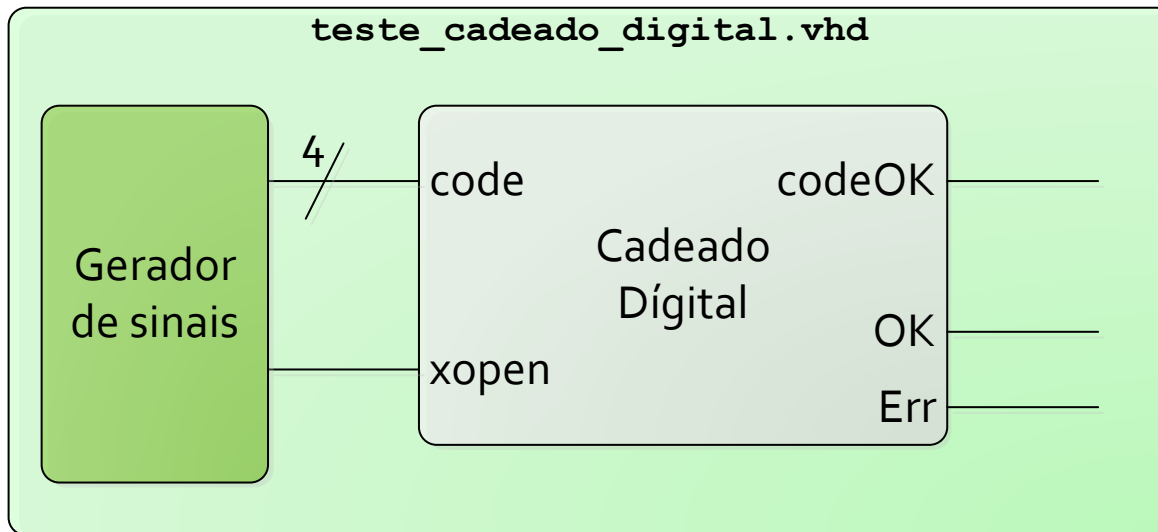 teste_cadeado_digital.vhd
Gerador
de sinais
4
code
xopen
Cadeado
Dígital
codeOK
OK
Err